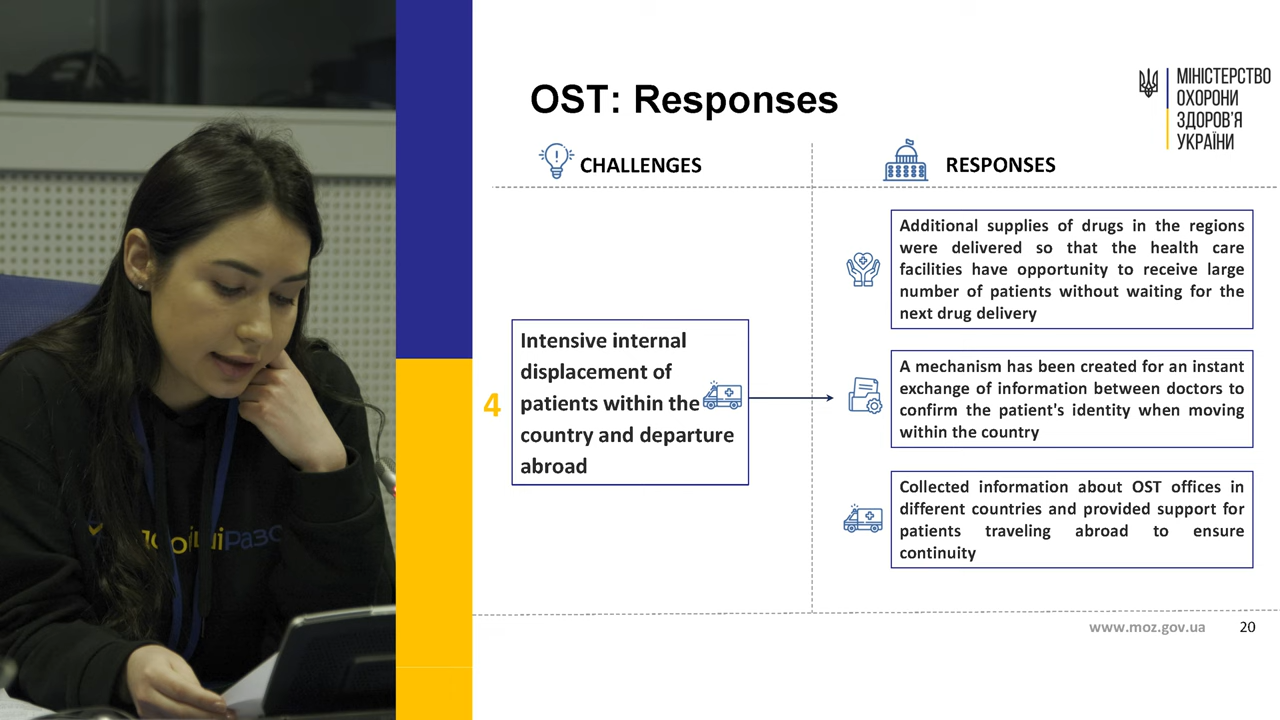 OST: Responses
МІНІСТЕРСТВО
ОХОРОНИ
ЗДОРОВ'Я
УКРАЇНИ
CHALLENGES
RESPONSES
4
Intensive internal
displacement of
patients within the
country and departure
abroad
Additional supplies of drugs in the regions
were delivered so that the health care
facilities have opportunity to receive large
number of patients without waiting for the
next drug delivery
A mechanism has been created for an instant
exchange of information between doctors to
confirm the patient's identity when moving
within the country
Collected information about OST offices in
different countries and provided support for
patients traveling abroad to ensure
continuity
www.moz.gov.ua
20